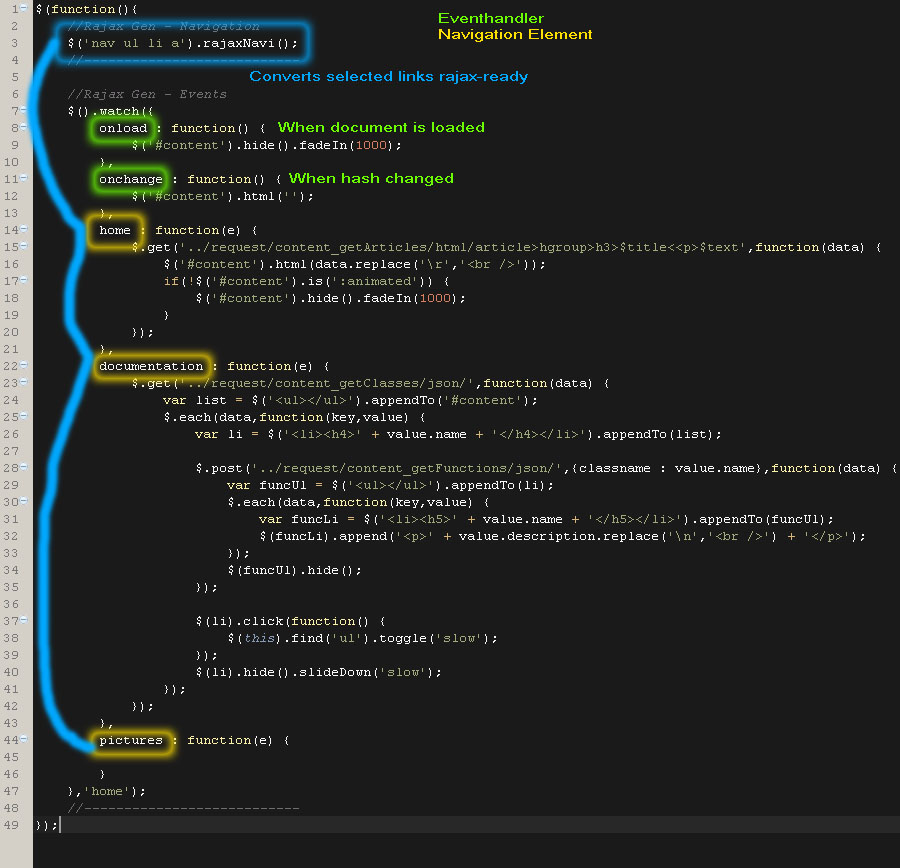 1 $(function(){
Eventhandler
2 //Rajax Gen - Navigation
Navigation Element
3 $('nav ul li a').rajaxNavi();
4 //---------------------------
5 Converts selected links rajax-ready
6 //Rajax Gen - Events
7 $().watch({
8 onload : function() { When document is loaded
9 $('#content').hide().fadeIn(1000);
10 },
11 onchange : function() { When hash changed
12 $('#content').html('');
13 },
14 home : function(e) {
15 $.get('../request/content_getArticles/html/article>hgroup>h3>$title<<p>$text',function(data) {
16 $('#content').html(data.replace('\r','<br />'));
17 if(!$('#content').is(':animated')) {
18 $('#content').hide().fadeIn(1000);
19 }
20 });
21 },
22 documentation : function(e) {
23 $.get('../request/content_getClasses/json/',function(data) {
24 var list = $('<ul></ul>').appendTo('#content');
25 $.each(data,function(key,value) {
26 var li = $('<li><h4>' + value.name + '</h4></li>').appendTo(list);
27
28 $.post('../request/content_getFunctions/json/',{classname : value.name},function(data) {
29 var funcUl = $('<ul></ul>').appendTo(li);
30 $.each(data,function(key,value) {
31 var funcLi = $('<li><h5>' + value.name + '</h5></li>').appendTo(funcUl);
32 $(funcLi).append('<p>' + value.description.replace('\n','<br />') + '</p>');
33 });
34 $(funcUl).hide();
35 });
36
37 $(li).click(function() {
38 $(this).find('ul').toggle('slow');
39 });
40 $(li).hide().slideDown('slow');
41 });
42 });
43 },
44 pictures : function(e) {
45
46 }
47 },'home');
48 //---------------------------
49 });